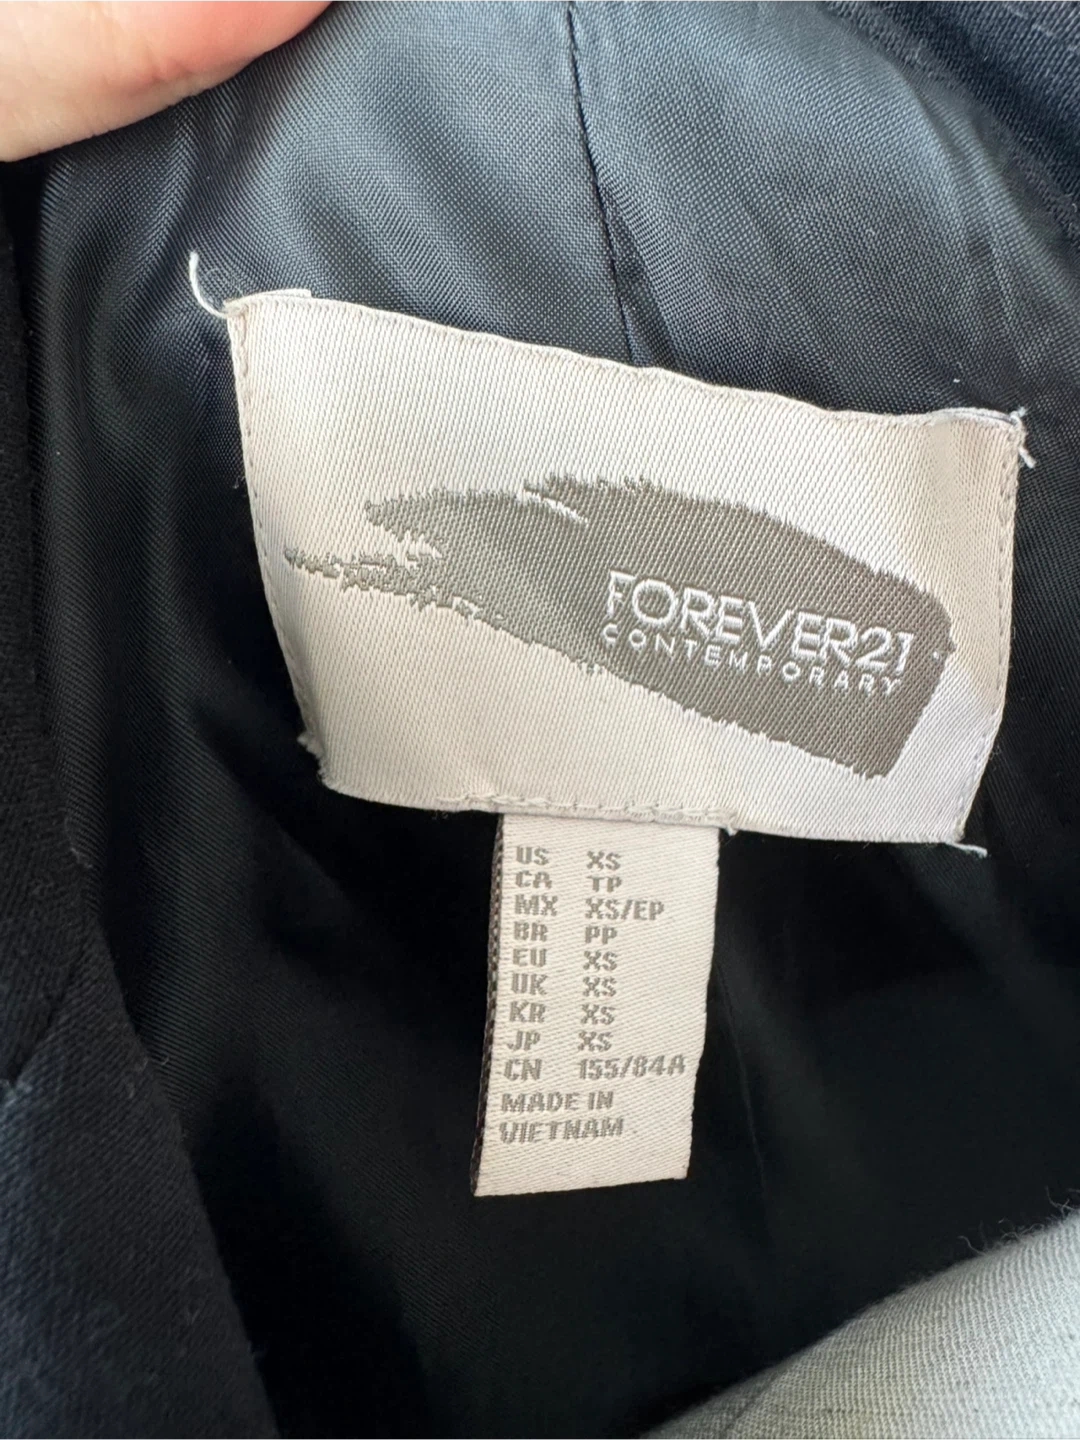 FOREVER21
CONTEMPORARY
US XS
CA TP
MX XS/EP
BR PP
EU XS
UK XS
KR XS
JP XS
CN 155/84A
MADE IN
VIETNAM